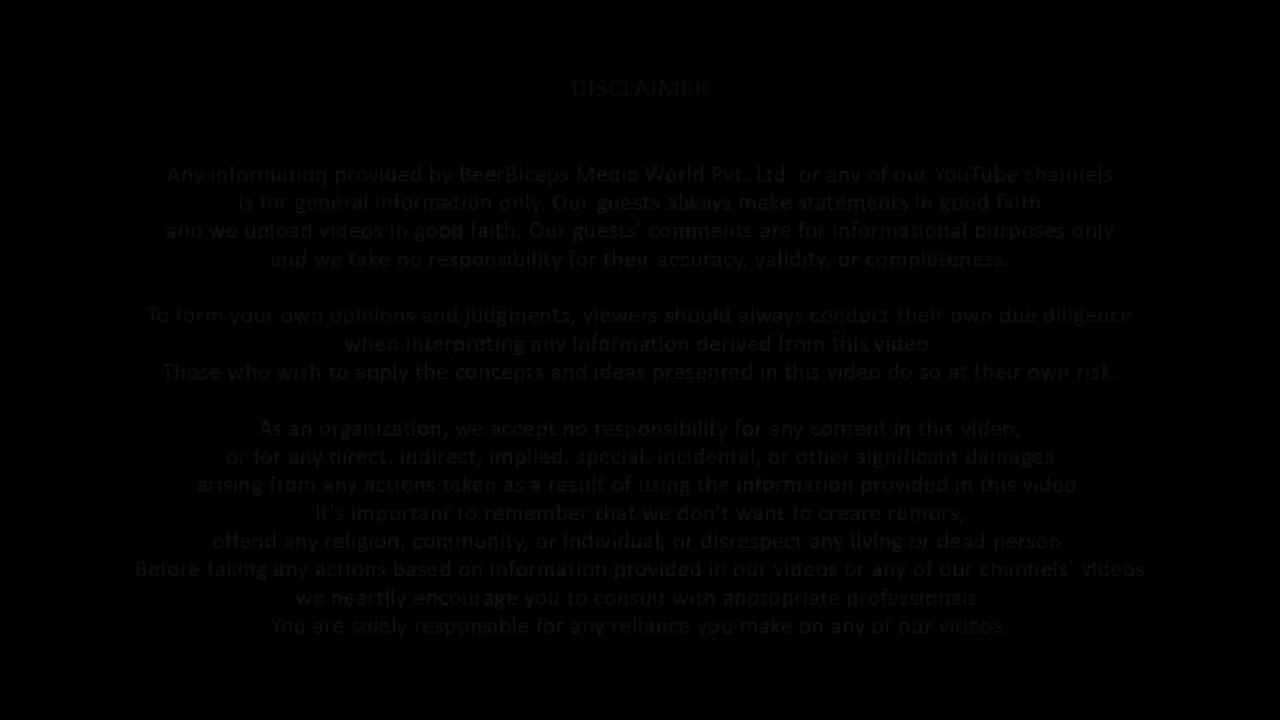 DISCLAIMER
Any information provided by BeerBiceps Media World Pvt. Ltd. or any of our YouTube channels
is for general information only. Our guests always make statements in good faith
and we upload videos in good faith. Our guests' comments are for informational purposes only
and we take no responsibility for their accuracy, validity, or completeness.
To form your own opinions and judgments, viewers should always conduct their own due diligence
when interpreting any information derived from this video
Those who wish to apply the concepts and ideas presented in this video do so at their own risk.
As an organization, we accept no responsibility for any content in this video,
or for any direct, indirect, implied, special, incidental, or other significant damages
arising from any actions taken as a result of using the information provided in this video
It's important to remember that we don't want to create rumors,
offend any religion, community, or individual, or disrespect any living or dead person
Before taking any actions based on information provided in our videos or any of our channels' videos
we heartily encourage you to consult with appropriate professionals
You are solely responsible for any reliance you make on any of our videos.